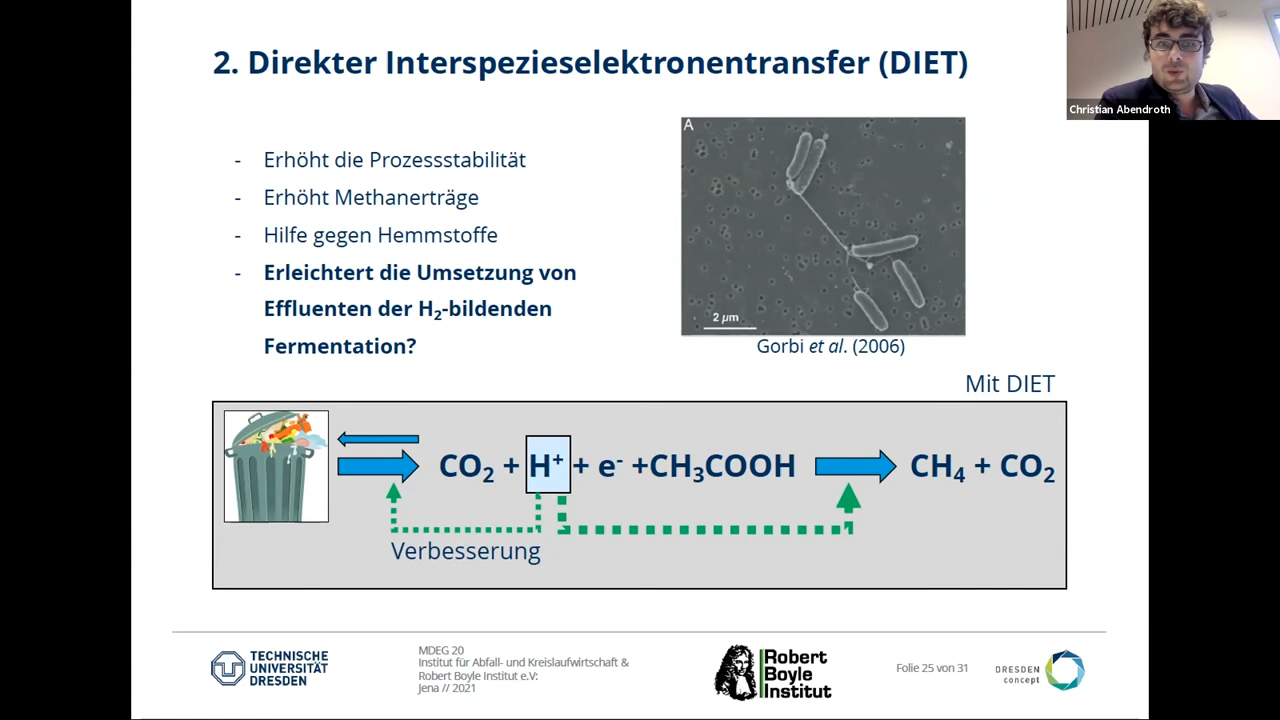 2. Direkter Interspezieselektronentransfer (DIET)
Christian Abendroth
- Erhöht die Prozessstabilität
- Erhöht Methanerträge
- Hilfe gegen Hemmstoffe
- Erleichtert die Umsetzung von
Effluenten der H₂-bildenden
Fermentation?
A
2 µm
Gorbi et al. (2006)
Mit DIET
CO₂ + H⁺ + e⁻ +CH₃COOH CH₄ + CO₂
Verbesserung
TECHNISCHE
UNIVERSITÄT
DRESDEN
MDEG 20
Institut für Abfall- und Kreislaufwirtschaft &
Robert Boyle Institut e.V:
Jena // 2021
Robert
Boyle
Institut
Folie 25 von 31
DRESDEN
concept